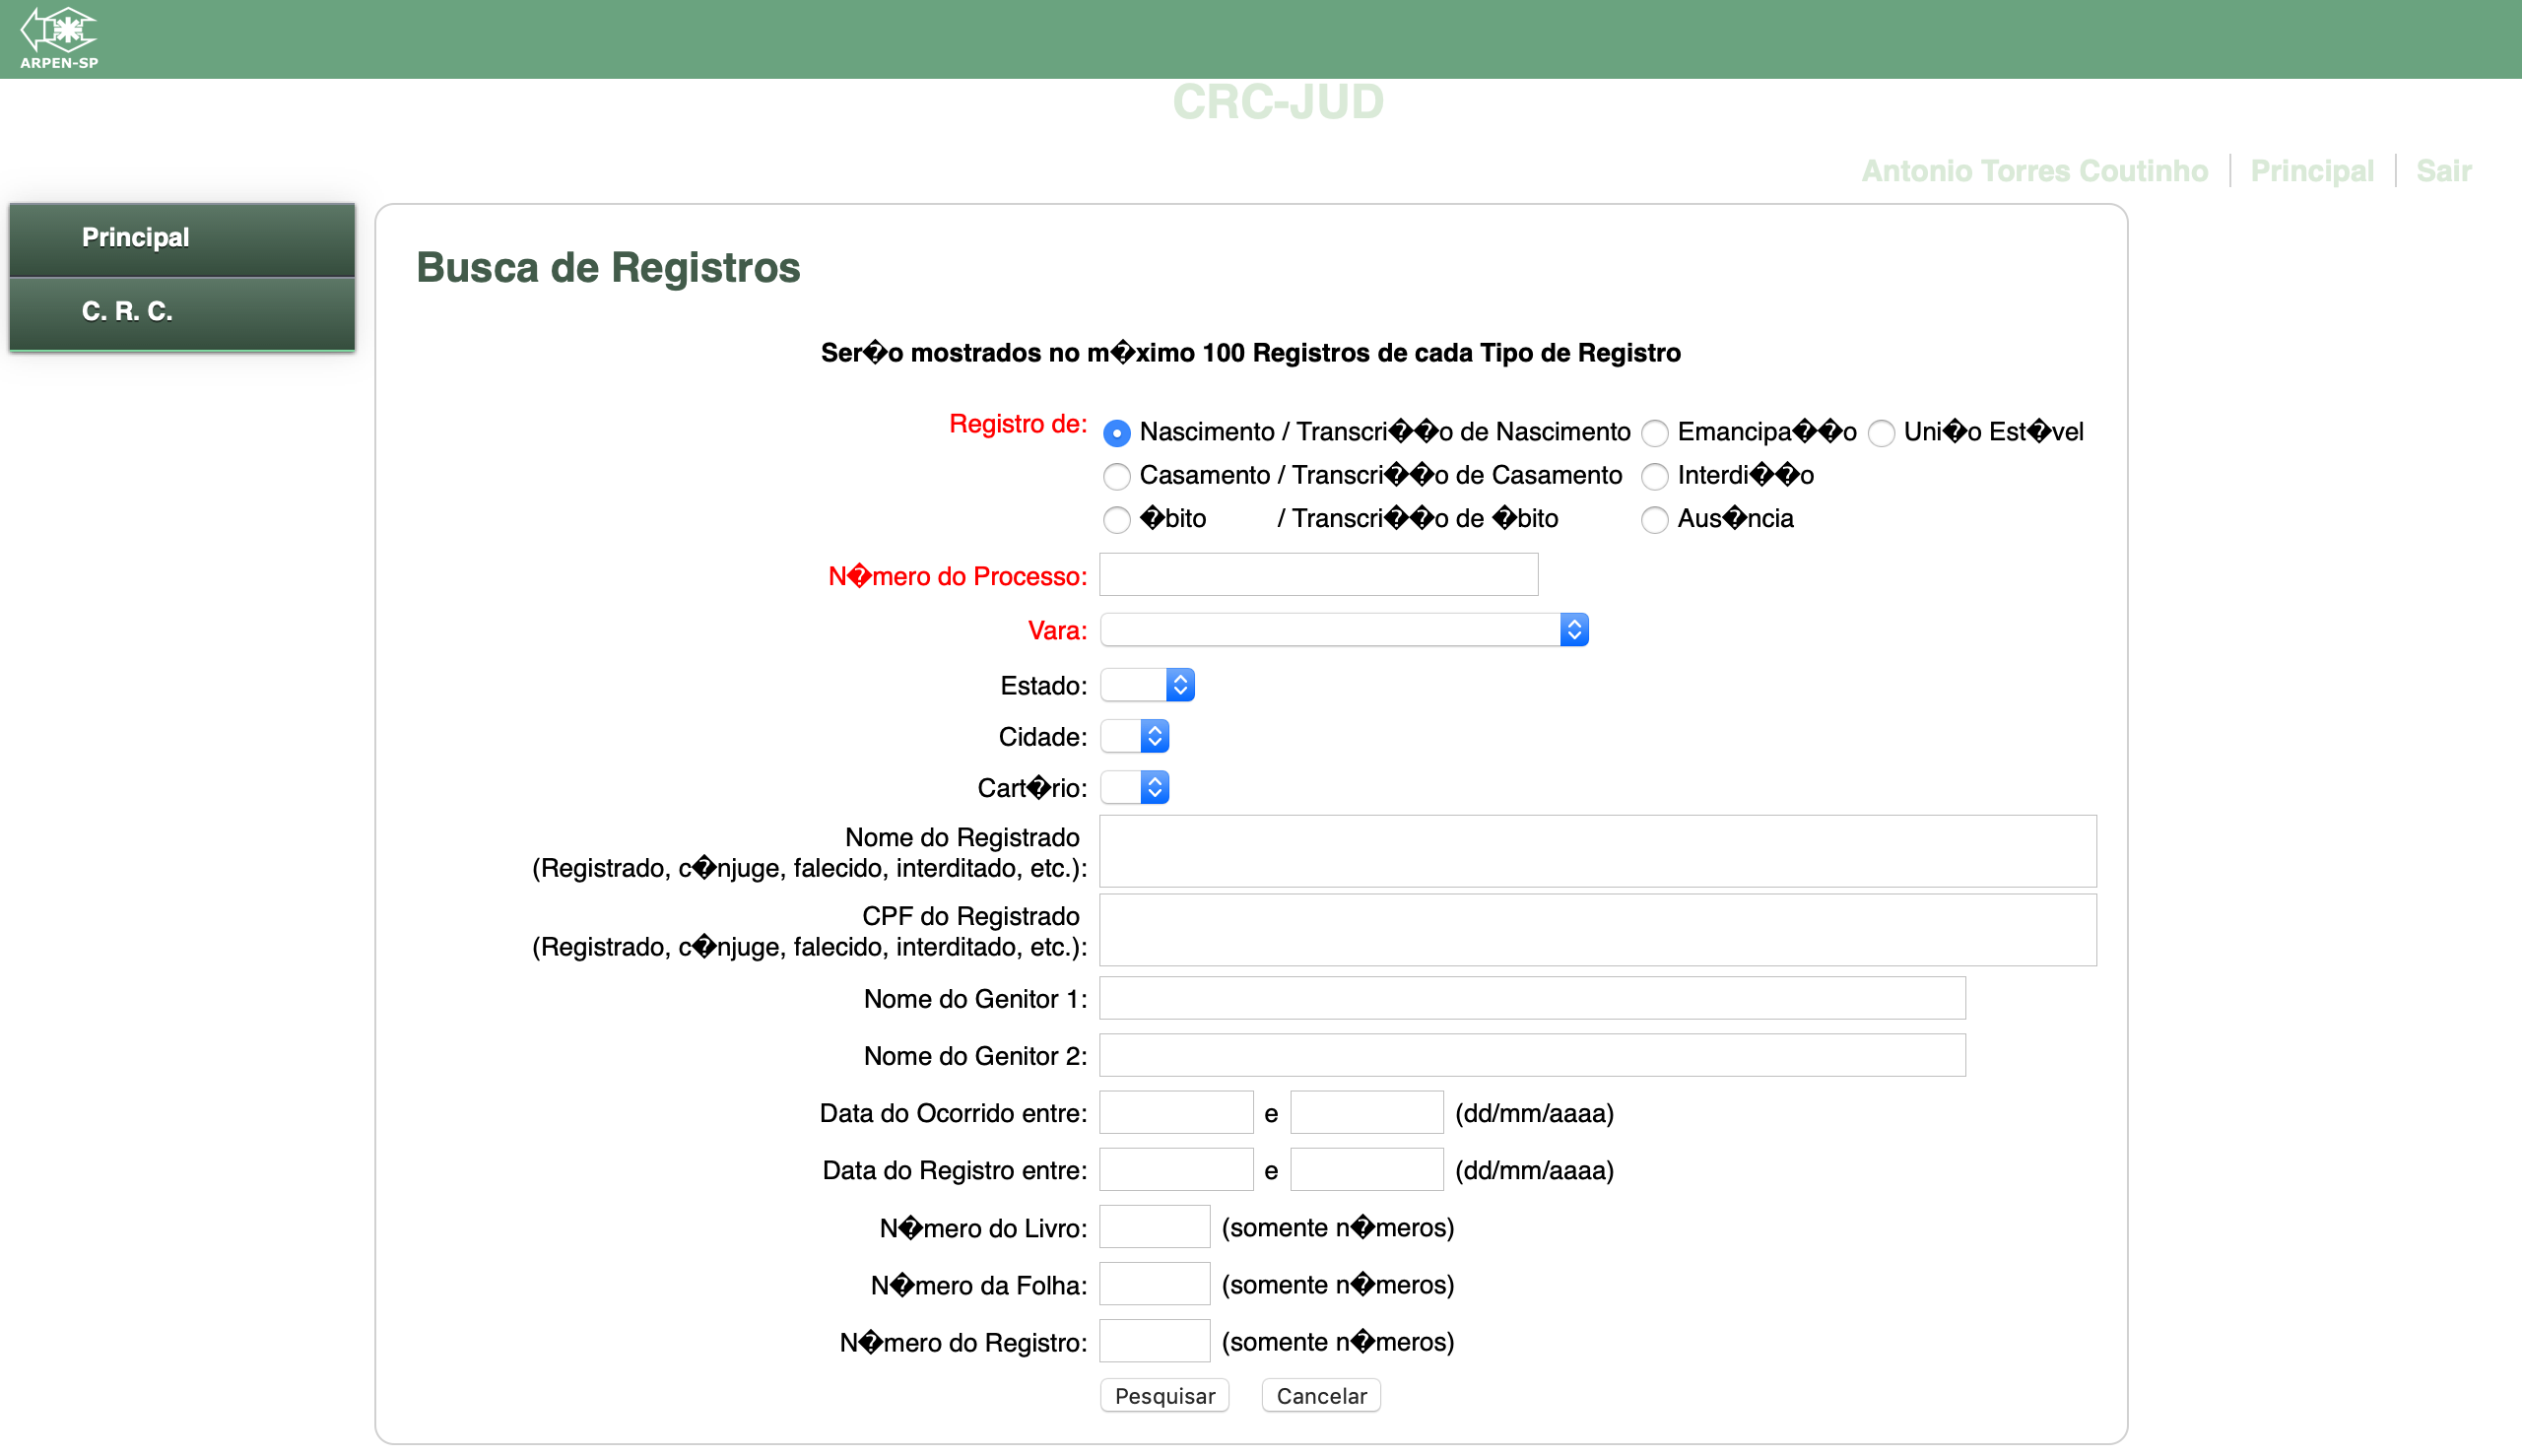 ARPEN-SP
CRC-JUD
Antonio Torres Coutinho | Principal | Sair
Principal
C. R. C.
Busca de Registros
Ser�o mostrados no m�ximo 100 Registros de cada Tipo de Registro
Registro de: Nascimento / Transcri��o de Nascimento Emancipa��o Uni�o Est�vel
Casamento / Transcri��o de Casamento Interdi��o
�bito / Transcri��o de �bito Aus�ncia
N�mero do Processo:
Vara:
Estado:
Cidade:
Cart�rio:
Nome do Registrado
(Registrado, c�njuge, falecido, interditado, etc.):
CPF do Registrado
(Registrado, c�njuge, falecido, interditado, etc.):
Nome do Genitor 1:
Nome do Genitor 2:
Data do Ocorrido entre: e (dd/mm/aaaa)
Data do Registro entre: e (dd/mm/aaaa)
N�mero do Livro: (somente n�meros)
N�mero da Folha: (somente n�meros)
N�mero do Registro: (somente n�meros)
Pesquisar Cancelar